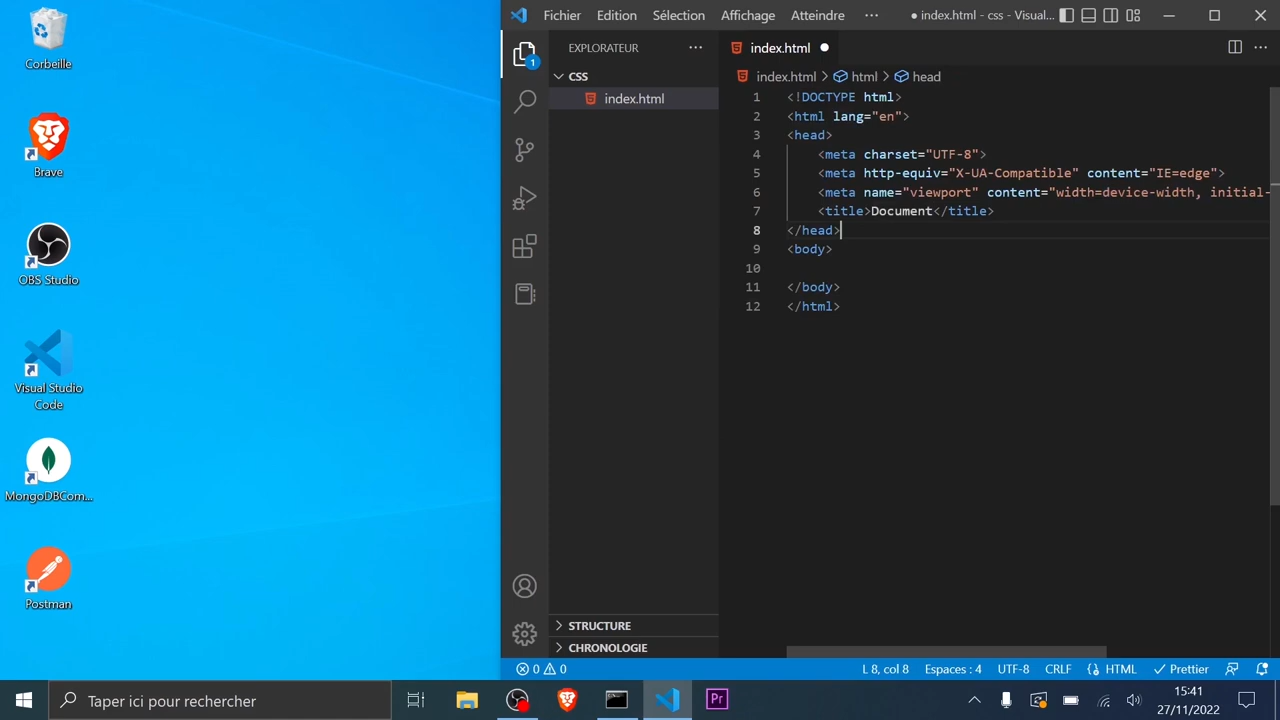 Corbeille
Brave
OBS Studio
Visual Studio
Code
MongoDBCom...
Postman
Fichier Edition Sélection Affichage Atteindre ··· ● index.html - css - Visual...
EXPLORATEUR ···
CSS
index.html
STRUCTURE
CHRONOLOGIE
index.html ●
index.html > html > head
1 <!DOCTYPE html>
2 <html lang="en">
3 <head>
4 <meta charset="UTF-8">
5 <meta http-equiv="X-UA-Compatible" content="IE=edge">
6 <meta name="viewport" content="width=device-width, initial-
7 <title>Document</title>
8 </head>
9 <body>
10
11 </body>
12 </html>
1
0 0 L 8, col 8 Espaces : 4 UTF-8 CRLF HTML Prettier
Taper ici pour rechercher
Pr
15:41
27/11/2022